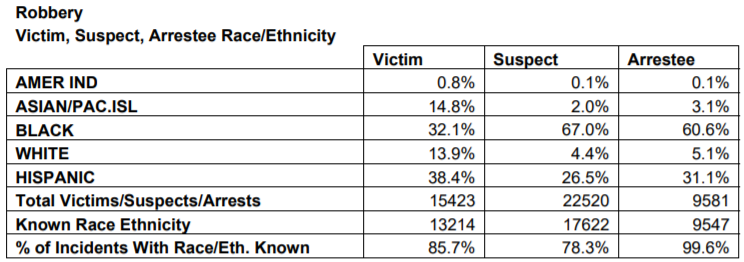 Robbery
Victim, Suspect, Arrestee Race/Ethnicity
Victim Suspect Arrestee
AMER IND 0.8% 0.1% 0.1%
ASIAN/PAC.ISL 14.8% 2.0% 3.1%
BLACK 32.1% 67.0% 60.6%
WHITE 13.9% 4.4% 5.1%
HISPANIC 38.4% 26.5% 31.1%
Total Victims/Suspects/Arrests 15423 22520 9581
Known Race Ethnicity 13214 17622 9547
% of Incidents With Race/Eth. Known 85.7% 78.3% 99.6%